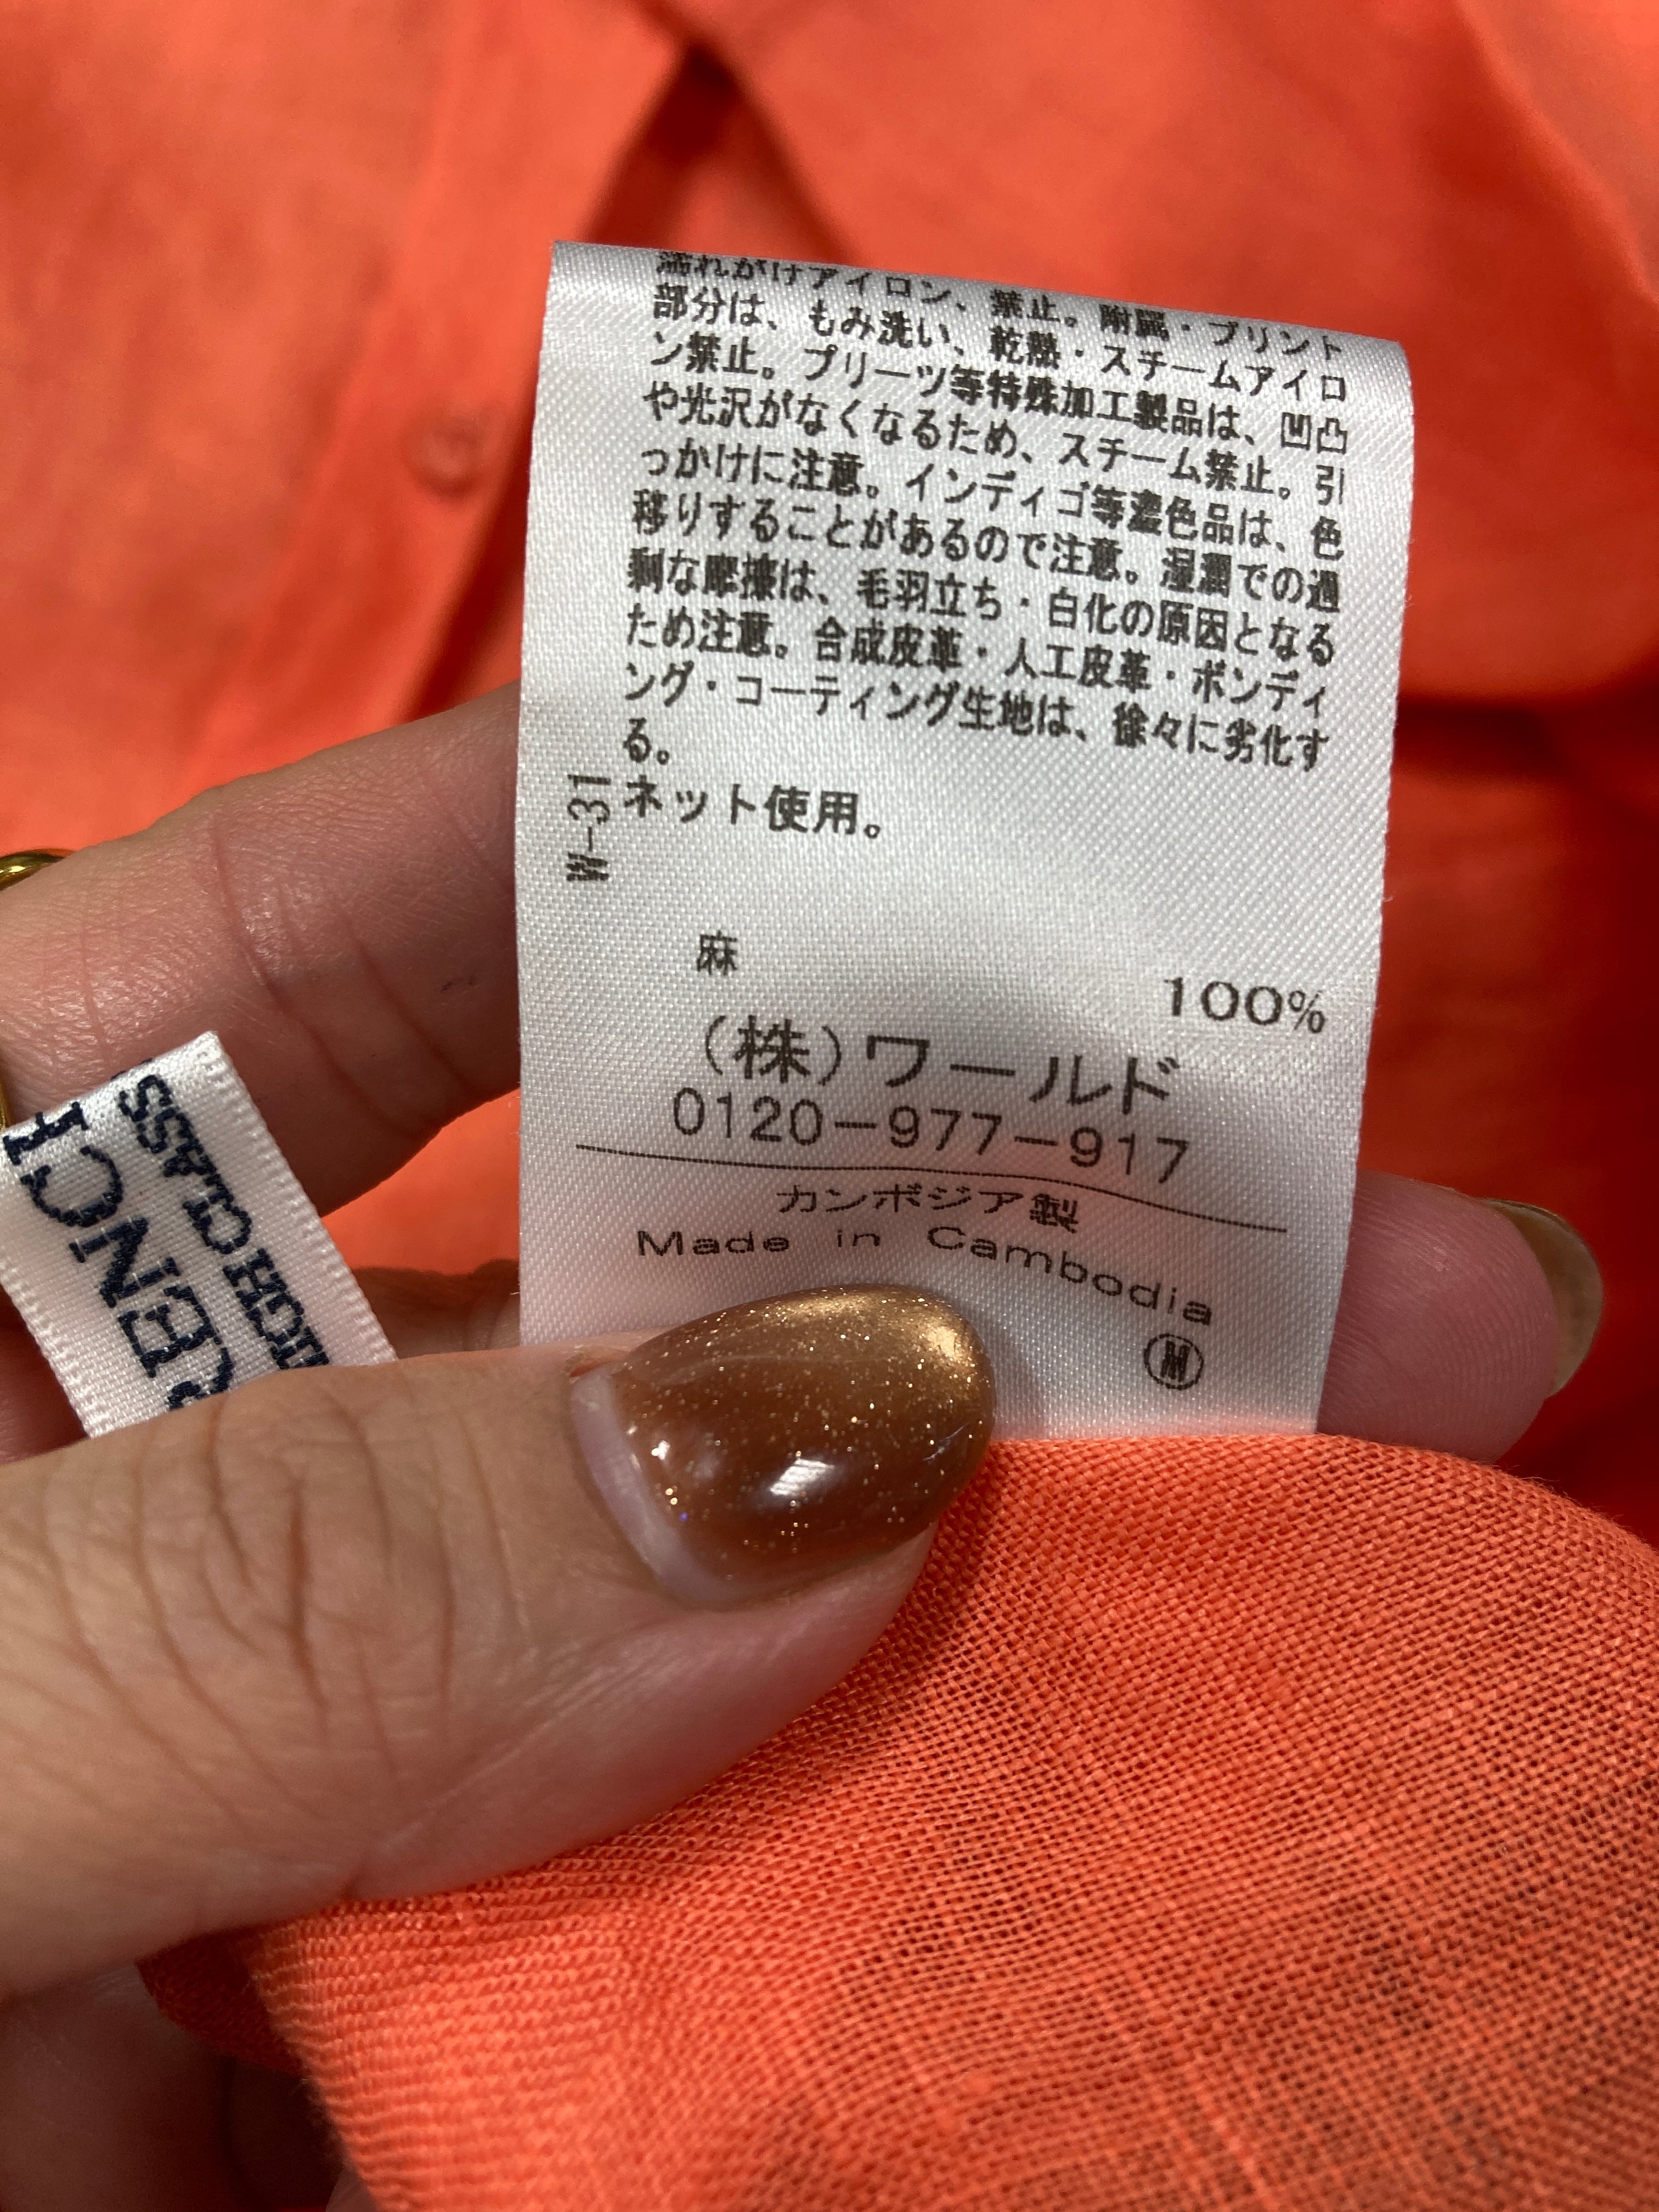 濡れがけアイロン、禁止。附属・プリント
部分は、もみ洗い、乾熱・スチームアイロ
ン禁止。プリーツ等特殊加工製品は、凹凸
や光沢がなくなるため、スチーム禁止。引
っかけに注意。インディゴ等濃色品は、色
移りすることがあるので注意。湿潤での過
剰な摩擦は、毛羽立ち・白化の原因となる
ため注意。合成皮革・人工皮革・ボンディ
ング・コーティング生地は、徐々に劣化す
る。
ネット使用。
W-31
麻 100%
(株)ワールド
0120-977-917
カンボジア製
Made in Cambodia
M
HIGH CLASS